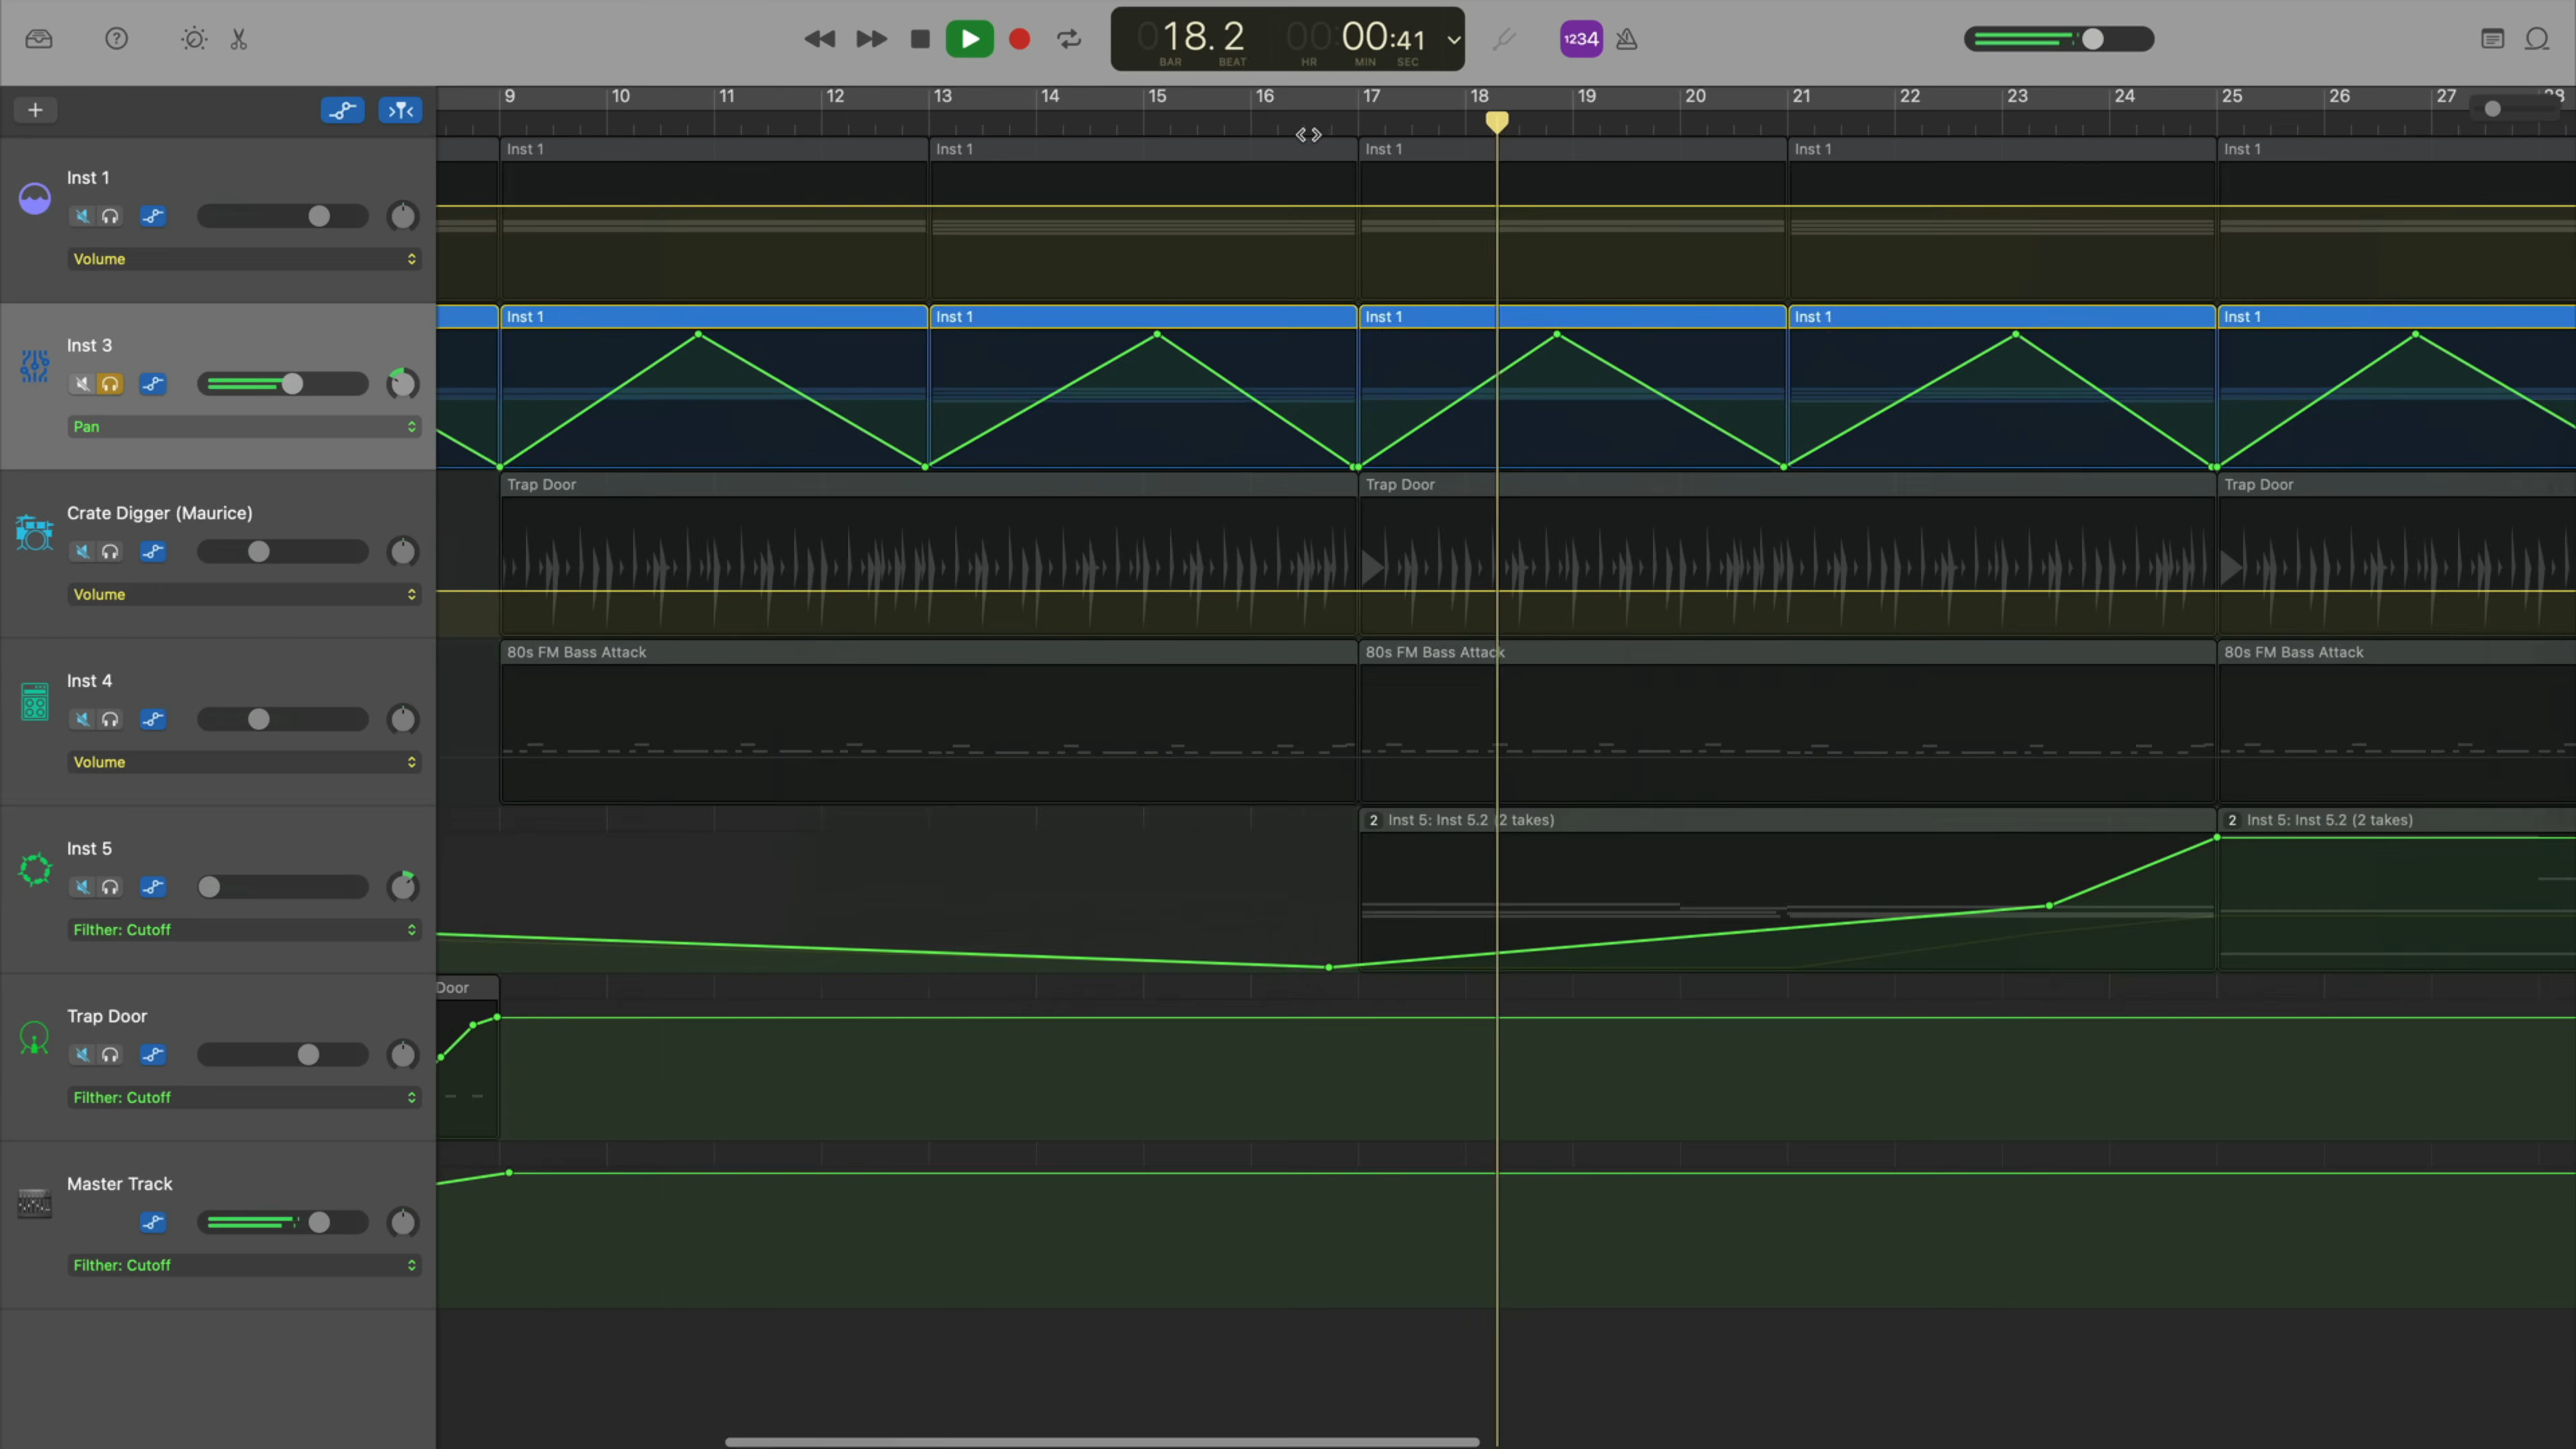 018.2 00:00:41 1234
BAR BEAT HR MIN SEC
9 10 11 12 13 14 15 16 17 18 19 20 21 22 23 24 25 26 27 28
Inst 1 Inst 1 Inst 1 Inst 1 Inst 1
Inst 1
Volume
Inst 1 Inst 1 Inst 1 Inst 1 Inst 1
Inst 3
Pan
Trap Door Trap Door Trap Door
Crate Digger (Maurice)
Volume
80s FM Bass Attack 80s FM Bass Attack 80s FM Bass Attack
Inst 4
Volume
2 Inst 5: Inst 5.2 (2 takes) 2 Inst 5: Inst 5.2 (2 takes)
Inst 5
Filther: Cutoff
Door
Trap Door
Filther: Cutoff
Master Track
Filther: Cutoff